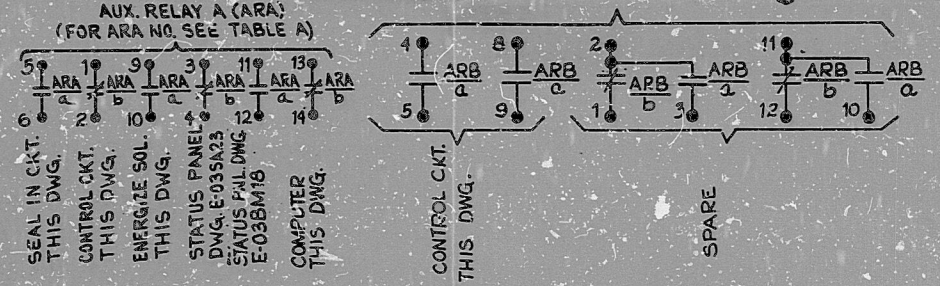 AUX. RELAY A (ARA)
(FOR ARA NO. SEE TABLE A)
5 1 9 3 11 13
ARA ARA ARA ARA ARA ARA
a b a b a b
6 2 10 4 12 14
SEAL IN CKT.
THIS DWG.
CONTROL CKT.
THIS DWG.
ENERGIZE SOL.
THIS DWG.
STATUS PANEL
DWG. E-035A23
STATUS PNL. DWG
E-03BM18
COMPUTER
THIS DWG.
4 8 2 11
ARB ARB ARB ARB ARB ARB
a a b a b a
5 9 1 3 12 10
CONTROL CKT.
THIS DWG.
SPARE